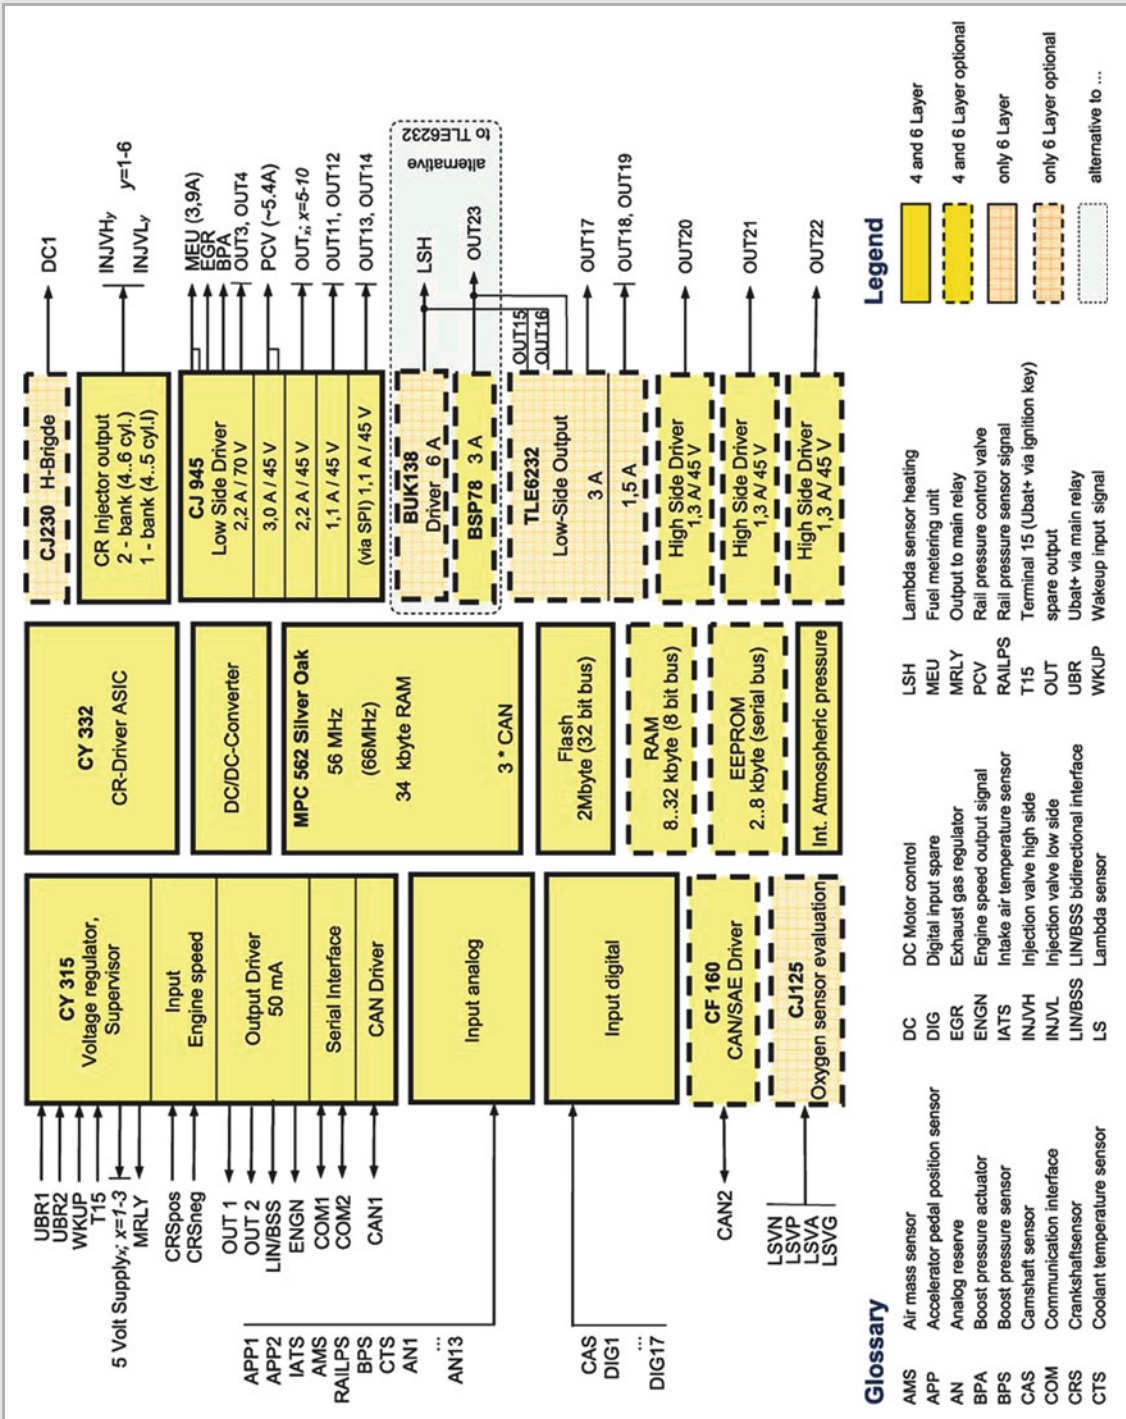 UBR1
UBR2
WKUP
T15
5 Volt Supplyₓ; x=1-3
MRLY
CRSpos
CRSneg
OUT 1
OUT 2
LIN/BSS
ENGN
COM1
COM2
CAN1
APP1
APP2
IATS
AMS
RAILPS
BPS
CTS
AN1
...
AN13
CAS
DIG1
...
DIG17
CAN2
LSVN
LSVP
LSVA
LSVG
CY 315
Voltage regulator,
Supervisor
Input
Engine speed
Output Driver
50 mA
Serial Interface
CAN Driver
Input analog
Input digital
CF 160
CAN/SAE Driver
CJ125
Oxygen sensor evaluation
CY 332
CR-Driver ASIC
DC/DC-Converter
MPC 562 Silver Oak
56 MHz
(66MHz)
34 kbyte RAM
3 * CAN
Flash
2Mbyte (32 bit bus)
RAM
8..32 kbyte (8 bit bus)
EEPROM
2..8 kbyte (serial bus)
Int. Atmospheric pressure
CJ230 H-Brigde
CR Injector output
2 - bank (4..6 cyl.)
1 - bank (4..5 cyl.l)
CJ 945
Low Side Driver
2,2 A / 70 V
3,0 A / 45 V
2,2 A / 45 V
1,1 A / 45 V
(via SPI) 1,1 A / 45 V
BUK138
Driver 6 A
BSP78 3 A
TLE6232
Low-Side Output
3 A
1,5 A
High Side Driver
1,3 A/ 45 V
High Side Driver
1,3 A/ 45 V
High Side Driver
1,3 A/ 45 V
DC1
INJVHy
INJVLy
y=1-6
MEU (3,9A)
EGR
BPA
OUT3, OUT4
PCV (~5.4A)
OUTₓ; x=5-10
OUT11, OUT12
OUT13, OUT14
alternative
to TLE6232
LSH
OUT23
OUT15
OUT16
OUT17
OUT18, OUT19
OUT20
OUT21
OUT22
Glossary
AMS Air mass sensor
APP Accelerator pedal position sensor
AN Analog reserve
BPA Boost pressure actuator
BPS Boost pressure sensor
CAS Camshaft sensor
COM Communication interface
CRS Crankshaftsensor
CTS Coolant temperature sensor
DC DC Motor control
DIG Digital input spare
EGR Exhaust gas regulator
ENGN Engine speed output signal
IATS Intake air temperature sensor
INJVH Injection valve high side
INJVL Injection valve low side
LIN/BSS LIN/BSS bidirectional interface
LS Lambda sensor
LSH Lambda sensor heating
MEU Fuel metering unit
MRLY Output to main relay
PCV Rail pressure control valve
RAILPS Rail pressure sensor signal
T15 Terminal 15 (Ubat+ via ignition key)
OUT spare output
UBR Ubat+ via main relay
WKUP Wakeup input signal
Legend
4 and 6 Layer
4 and 6 Layer optional
only 6 Layer
only 6 Layer optional
alternative to ...